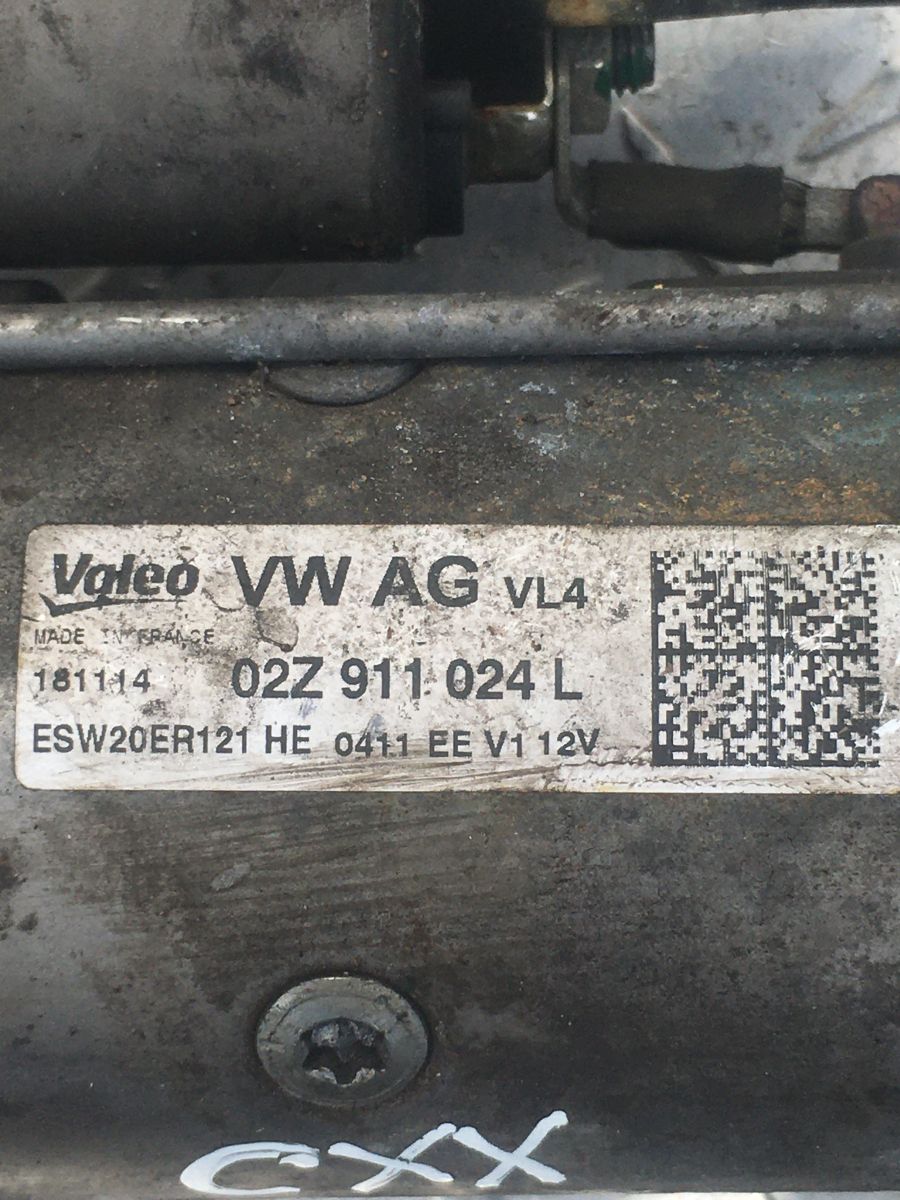 Valeo VW AG VL4
MADE IN FRANCE
181114 02Z 911 024 L
ESW20ER121 HE 0411 EE V1 12V
CXX